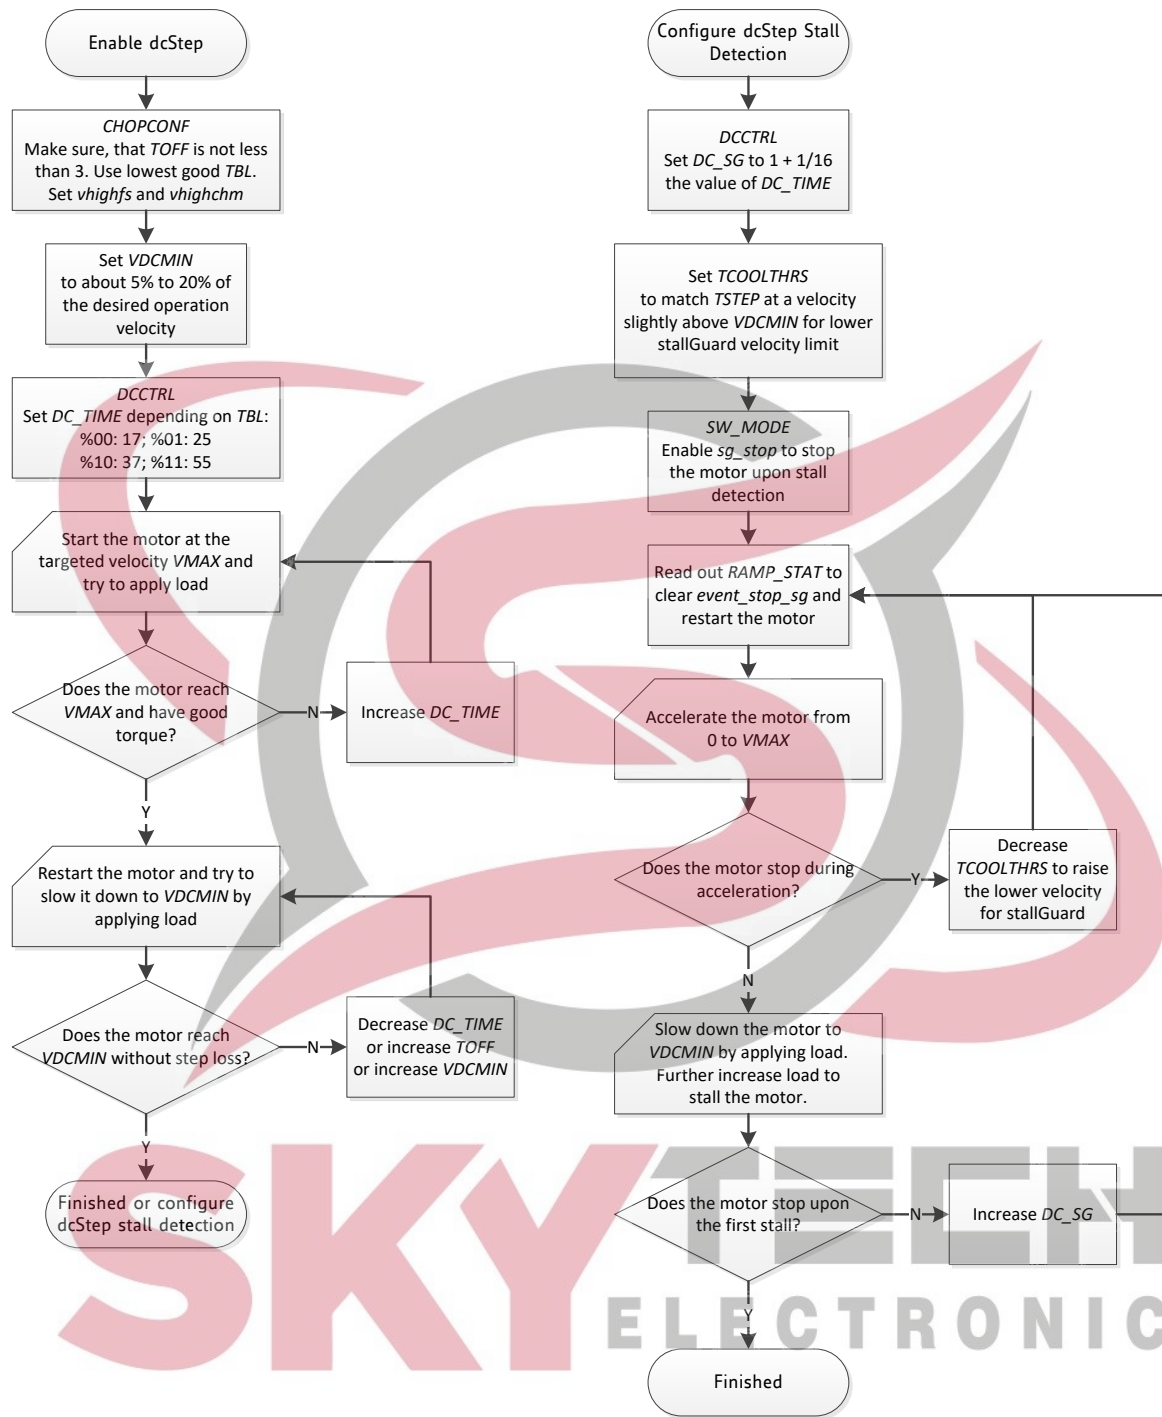 Enable dcStep
CHOPCONF
Make sure, that TOFF is not less
than 3. Use lowest good TBL.
Set vhighfs and vhighchm
Set VDCMIN
to about 5% to 20% of
the desired operation
velocity
DCCTRL
Set DC_TIME depending on TBL:
%00: 17; %01: 25
%10: 37; %11: 55
Start the motor at the
targeted velocity VMAX and
try to apply load
Does the motor reach
VMAX and have good
torque?
N
Increase DC_TIME
Y
Restart the motor and try to
slow it down to VDCMIN by
applying load
Does the motor reach
VDCMIN without step loss?
N
Decrease DC_TIME
or increase TOFF
or increase VDCMIN
Y
Finished or configure
dcStep stall detection
Configure dcStep Stall
Detection
DCCTRL
Set DC_SG to 1 + 1/16
the value of DC_TIME
Set TCOOLTHRS
to match TSTEP at a velocity
slightly above VDCMIN for lower
stallGuard velocity limit
SW_MODE
Enable sg_stop to stop
the motor upon stall
detection
Read out RAMP_STAT to
clear event_stop_sg and
restart the motor
Accelerate the motor from
0 to VMAX
Does the motor stop during
acceleration?
Y
Decrease
TCOOLTHRS to raise
the lower velocity
for stallGuard
N
Slow down the motor to
VDCMIN by applying load.
Further increase load to
stall the motor.
Does the motor stop upon
the first stall?
N
Increase DC_SG
Y
Finished
SKYTECH
ELECTRONIC